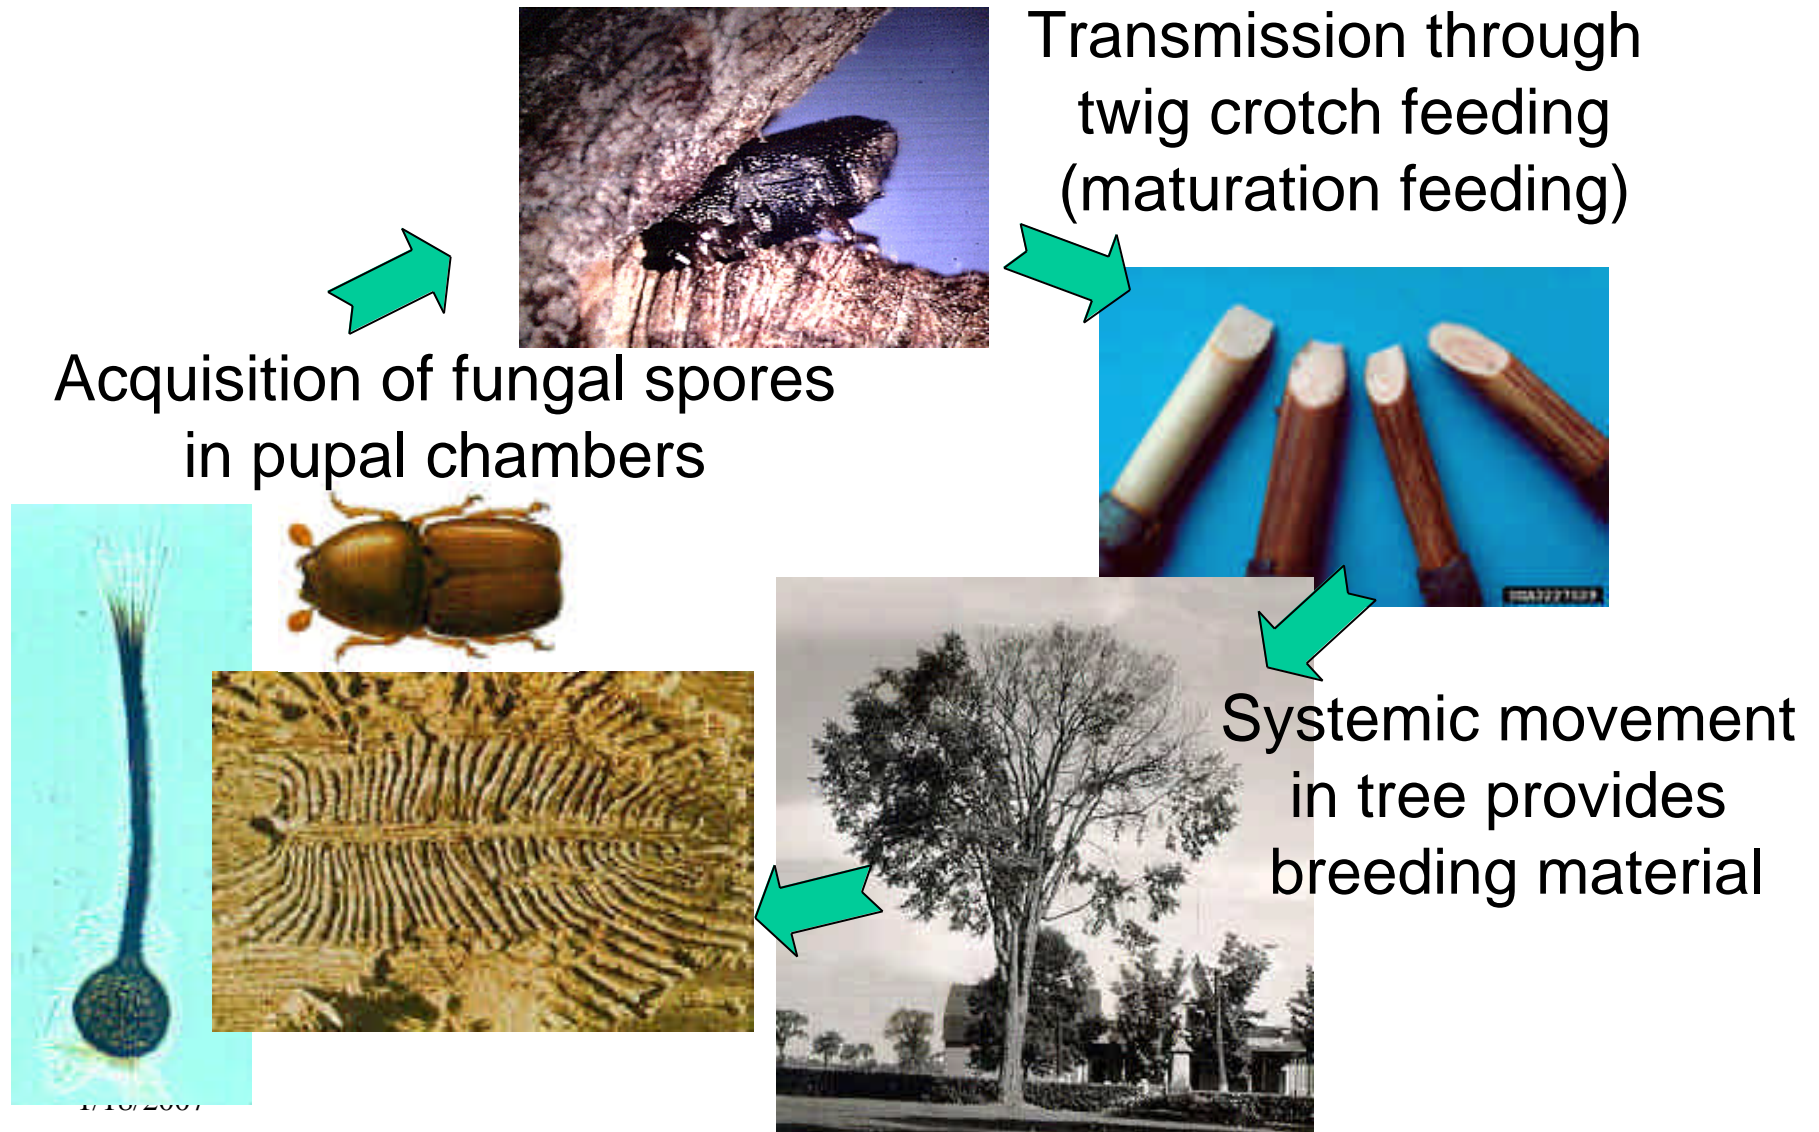 Transmission through
twig crotch feeding
(maturation feeding)
Acquisition of fungal spores
in pupal chambers
Systemic movement
in tree provides
breeding material